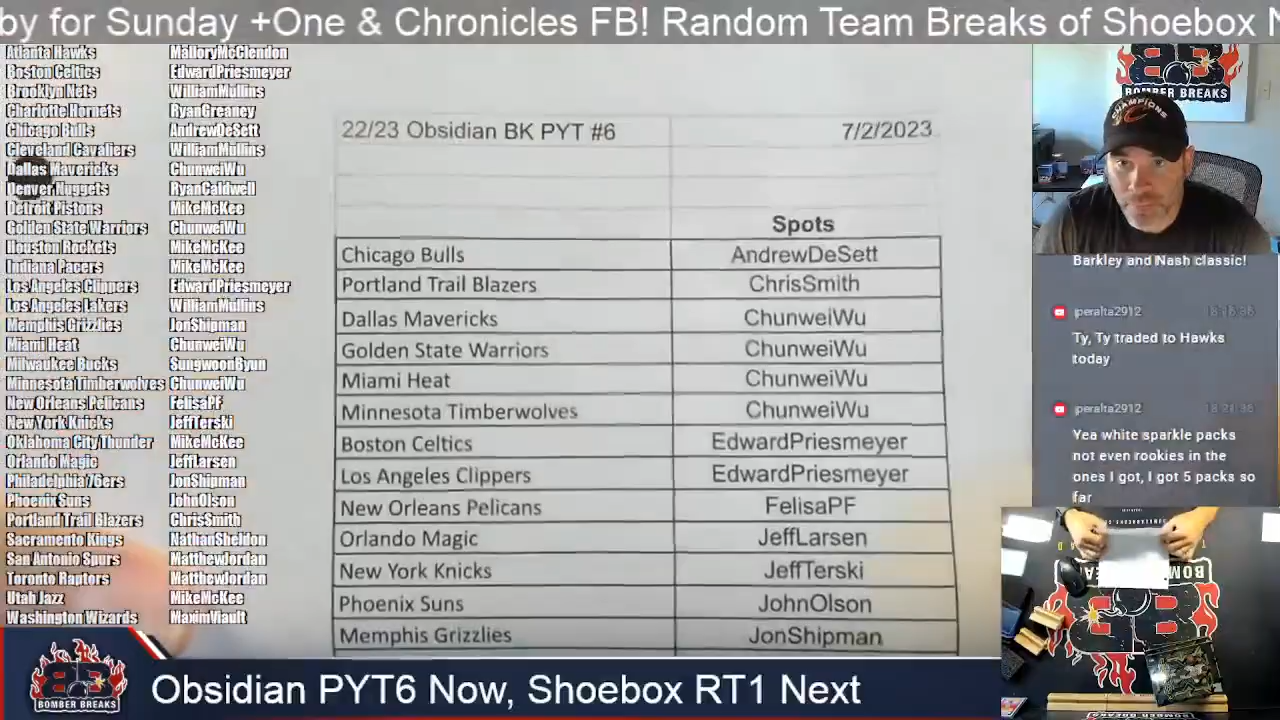 by for Sunday +One & Chronicles FB! Random Team Breaks of Shoebox N
Atlanta Hawks MalloryMcClendon
Boston Celtics EdwardPriesmeyer
Brooklyn Nets WilliamMullins
Charlotte Hornets RyanGreaney
Chicago Bulls AndrewDeSett
Cleveland Cavaliers WilliamMullins
Dallas Mavericks ChunweiWu
Denver Nuggets RyanCaldwell
Detroit Pistons MikeMcKee
Golden State Warriors ChunweiWu
Houston Rockets MikeMcKee
Indiana Pacers MikeMcKee
Los Angeles Clippers EdwardPriesmeyer
Los Angeles Lakers WilliamMullins
Memphis Grizzlies JonShipman
Miami Heat ChunweiWu
Milwaukee Bucks SungwoonByun
Minnesota Timberwolves ChunweiWu
New Orleans Pelicans FelisaPF
New York Knicks JeffTerski
Oklahoma City Thunder MikeMcKee
Orlando Magic JeffLarsen
Philadelphia 76ers JonShipman
Phoenix Suns JohnOlson
Portland Trail Blazers ChrisSmith
Sacramento Kings NathanSheldon
San Antonio Spurs MatthewJordan
Toronto Raptors MatthewJordan
Utah Jazz MikeMcKee
Washington Wizards MaximViault
22/23 Obsidian BK PYT #6 7/2/2023
Spots
Chicago Bulls AndrewDeSett
Portland Trail Blazers ChrisSmith
Dallas Mavericks ChunweiWu
Golden State Warriors ChunweiWu
Miami Heat ChunweiWu
Minnesota Timberwolves ChunweiWu
Boston Celtics EdwardPriesmeyer
Los Angeles Clippers EdwardPriesmeyer
New Orleans Pelicans FelisaPF
Orlando Magic JeffLarsen
New York Knicks JeffTerski
Phoenix Suns JohnOlson
Memphis Grizzlies JonShipman
BOMBER BREAKS
CHAMPIONS
Barkley and Nash classic!
jperalta2912
Ty, Ty traded to Hawks
today
jperalta2912
Yea white sparkle packs
not even rookies in the
ones I got, I got 5 packs so
far
BOMBER BREAKS
Obsidian PYT6 Now, Shoebox RT1 Next